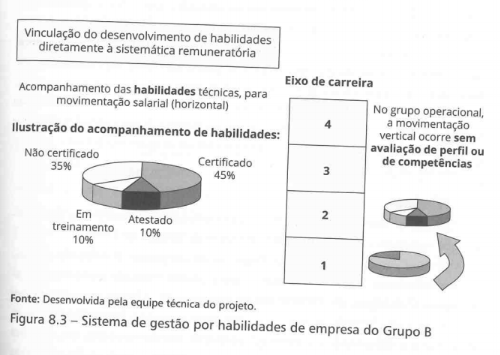 Vinculação do desenvolvimento de habilidades
diretamente à sistemática remuneratória
Acompanhamento das habilidades técnicas, para
movimentação salarial (horizontal)
Ilustração do acompanhamento de habilidades:
Não certificado
35%
Certificado
45%
Em
treinamento
10%
Atestado
10%
Eixo de carreira
4
3
2
1
No grupo operacional,
a movimentação
vertical ocorre sem
avaliação de perfil ou
de competências
Fonte: Desenvolvida pela equipe técnica do projeto.
Figura 8.3 – Sistema de gestão por habilidades de empresa do Grupo B